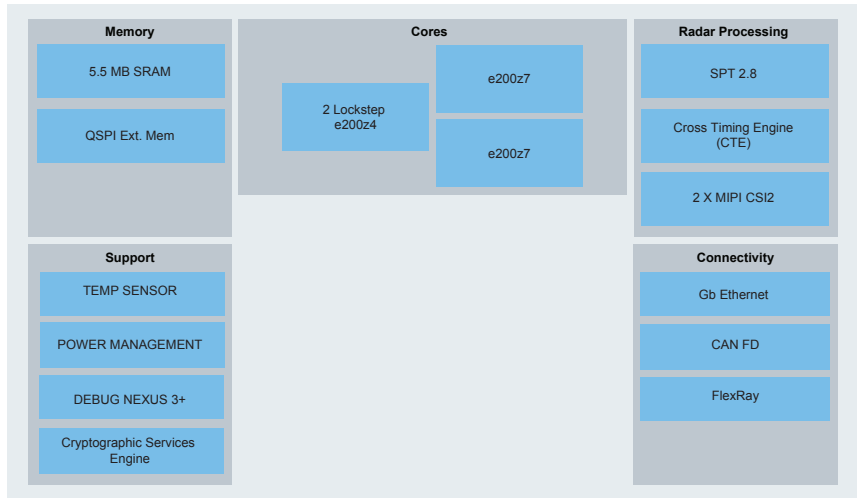 Memory
5.5 MB SRAM
QSPI Ext. Mem
Cores
2 Lockstep
e200z4
e200z7
e200z7
Radar Processing
SPT 2.8
Cross Timing Engine
(CTE)
2 X MIPI CSI2
Support
TEMP SENSOR
POWER MANAGEMENT
DEBUG NEXUS 3+
Cryptographic Services
Engine
Connectivity
Gb Ethernet
CAN FD
FlexRay